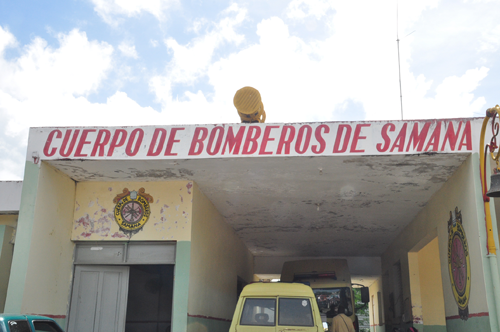 CUERPO DE BOMBEROS DE SAMANA